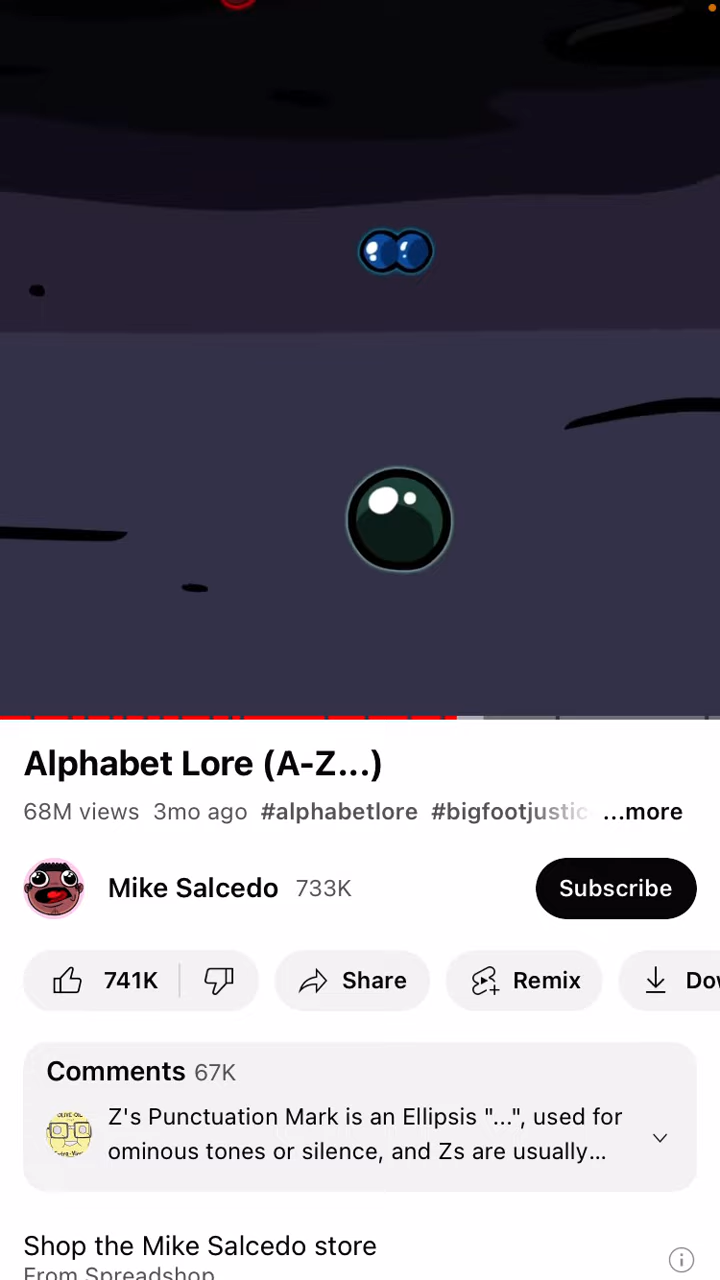 Alphabet Lore (A-Z...)
68M views 3mo ago #alphabetlore #bigfootjustic ...more
Mike Salcedo 733K
Subscribe
741K
Share
Remix
Dov
Comments 67K
Z's Punctuation Mark is an Ellipsis "...", used for
ominous tones or silence, and Zs are usually...
Shop the Mike Salcedo store
From Spreadshop